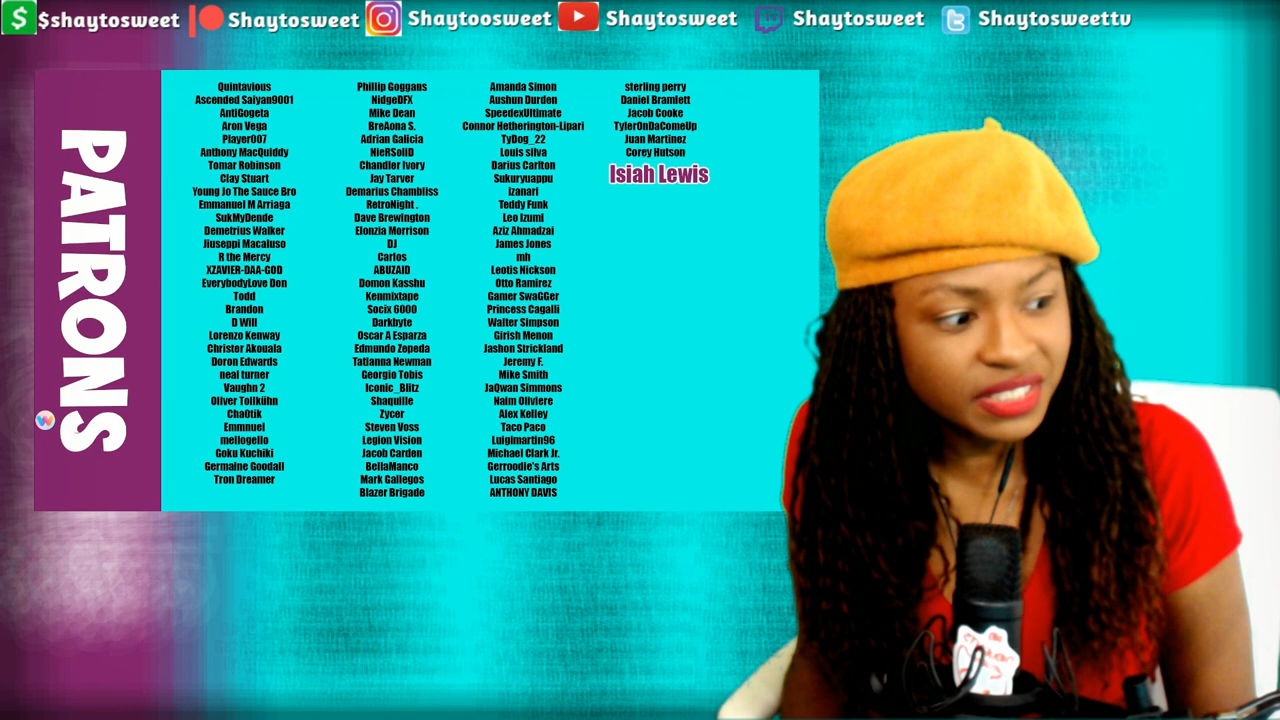 $shaytosweet
Shaytosweet
Shaytoosweet
Shaytosweet
Shaytosweet
Shaytosweettv
PATRONS
Quintavious
Ascended Saiyan9001
AntiGogeta
Aron Vega
Player007
Anthony MacQuiddy
Tomar Robinson
Clay Stuart
Young Jo The Sauce Bro
Emmanuel M Arriaga
SukMyDende
Demetrius Walker
Jiuseppi Macaluso
R the Mercy
XZAVIER-DAA-GOD
EverybodyLove Don
Todd
Brandon
D Will
Lorenzo Kenway
Christer Akouala
Doron Edwards
neal turner
Vaughn 2
Oliver Tollkühn
Cha0tik
Emmnuel
mellogello
Goku Kuchiki
Germaine Goodall
Tron Dreamer
Phillip Goggans
NidgeDFX
Mike Dean
BreAona S.
Adrian Galicia
NieRSoliD
Chandler Ivory
Jay Tarver
Demarius Chambliss
RetroNight .
Dave Brewington
Elonzia Morrison
DJ
Carlos
ABUZAID
Domon Kasshu
Kenmixtape
Socix 6000
Darkbyte
Oscar A Esparza
Edmundo Zepeda
Tatianna Newman
Georgio Tobis
Iconic_Blitz
Shaquille
Zycer
Steven Voss
Legion Vision
Jacob Carden
BellaManco
Mark Gallegos
Blazer Brigade
Amanda Simon
Aushun Durden
SpeedexUltimate
Connor Hetherington-Lipari
TyDog_22
Louis silva
Darius Carlton
Sukuryuappu
izanari
Teddy Funk
Leo Izumi
Aziz Ahmadzai
James Jones
mh
Leotis Nickson
Otto Ramirez
Gamer SwaGGer
Princess Cagalli
Walter Simpson
Girish Menon
Jashon Strickland
Jeremy F.
Mike Smith
JaQwan Simmons
Naim Oliviere
Alex Kelley
Taco Paco
Luigimartin96
Michael Clark Jr.
Gerroodie's Arts
Lucas Santiago
ANTHONY DAVIS
sterling perry
Daniel Bramlett
Jacob Cooke
TylerOnDaComeUp
Juan Martinez
Corey Hutson
Isiah Lewis